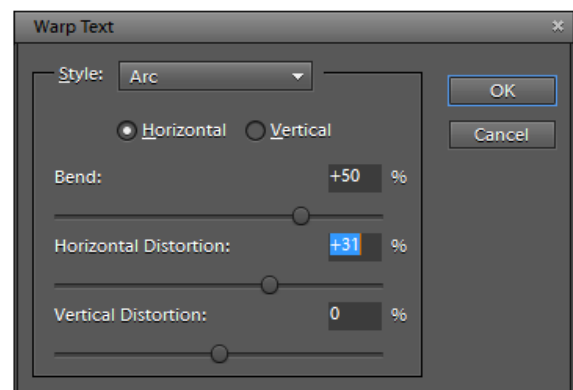 Warp Text
Style: Arc
OK
Horizontal Vertical
Cancel
Bend: +50 %
Horizontal Distortion: +31 %
Vertical Distortion: 0 %